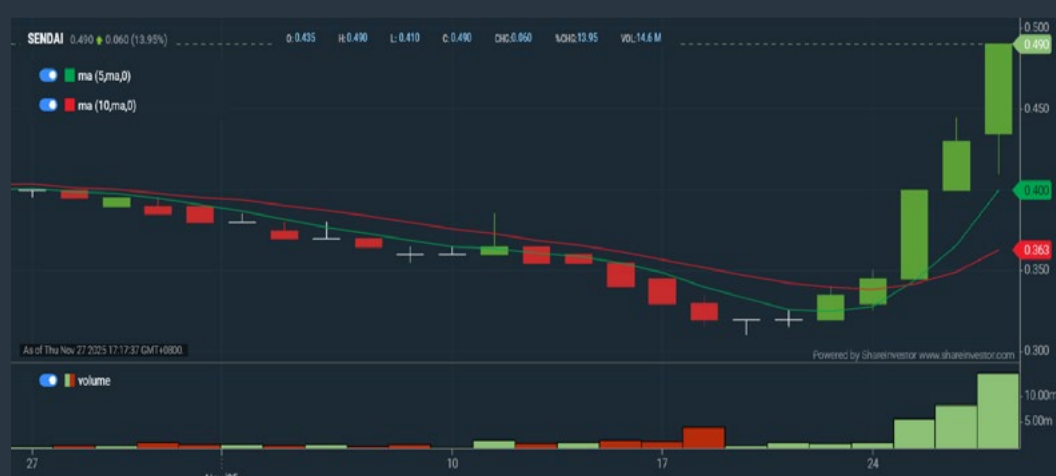 SENDAI 0.490 0.060 (13.95%) O: 0.435 H: 0.490 L: 0.410 C: 0.490 CHG: 0.060 %CHG: 13.95 VOL: 14.6 M
0.500
0.490
ma (5,ma,0)
ma (10,ma,0)
0.450
0.400
0.363
0.350
0.300
As of Thu Nov 27 2025 17:17:37 GMT+0800
Powered by ShareInvestor www.shareinvestor.com
volume
10.00m
5.00m
27 10 17 24